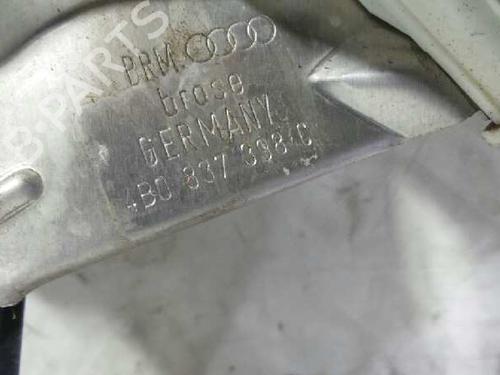 BRM
brose
GERMANY
4B0 837 398 C
B-PARTS